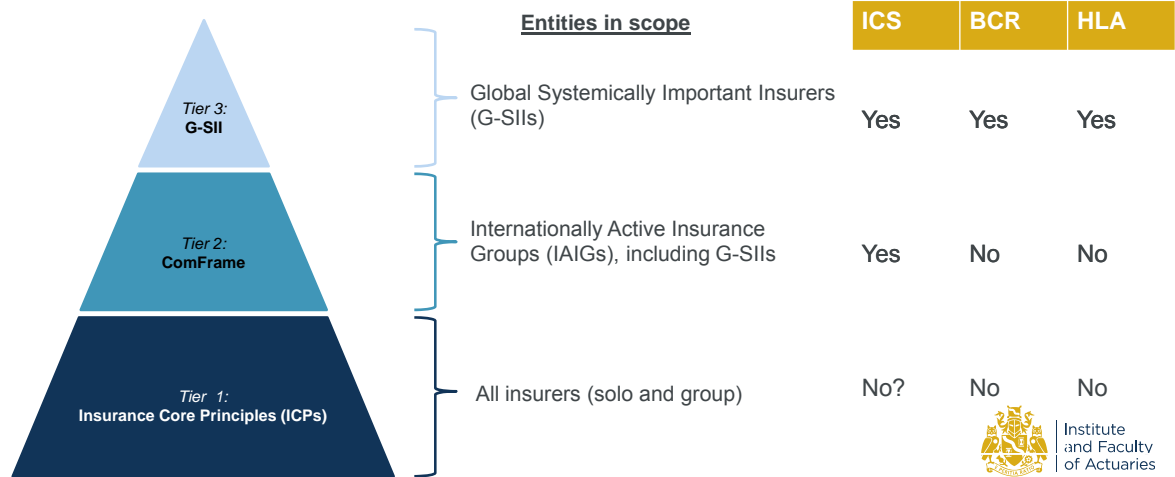 Entities in scope
ICS BCR HLA
Tier 3:
G-SII
Global Systemically Important Insurers
(G-SIIs)
Yes Yes Yes
Tier 2:
ComFrame
Internationally Active Insurance
Groups (IAIGs), including G-SIIs
Yes No No
Tier 1:
Insurance Core Principles (ICPs)
All insurers (solo and group)
No? No No
Institute
and Faculty
of Actuaries